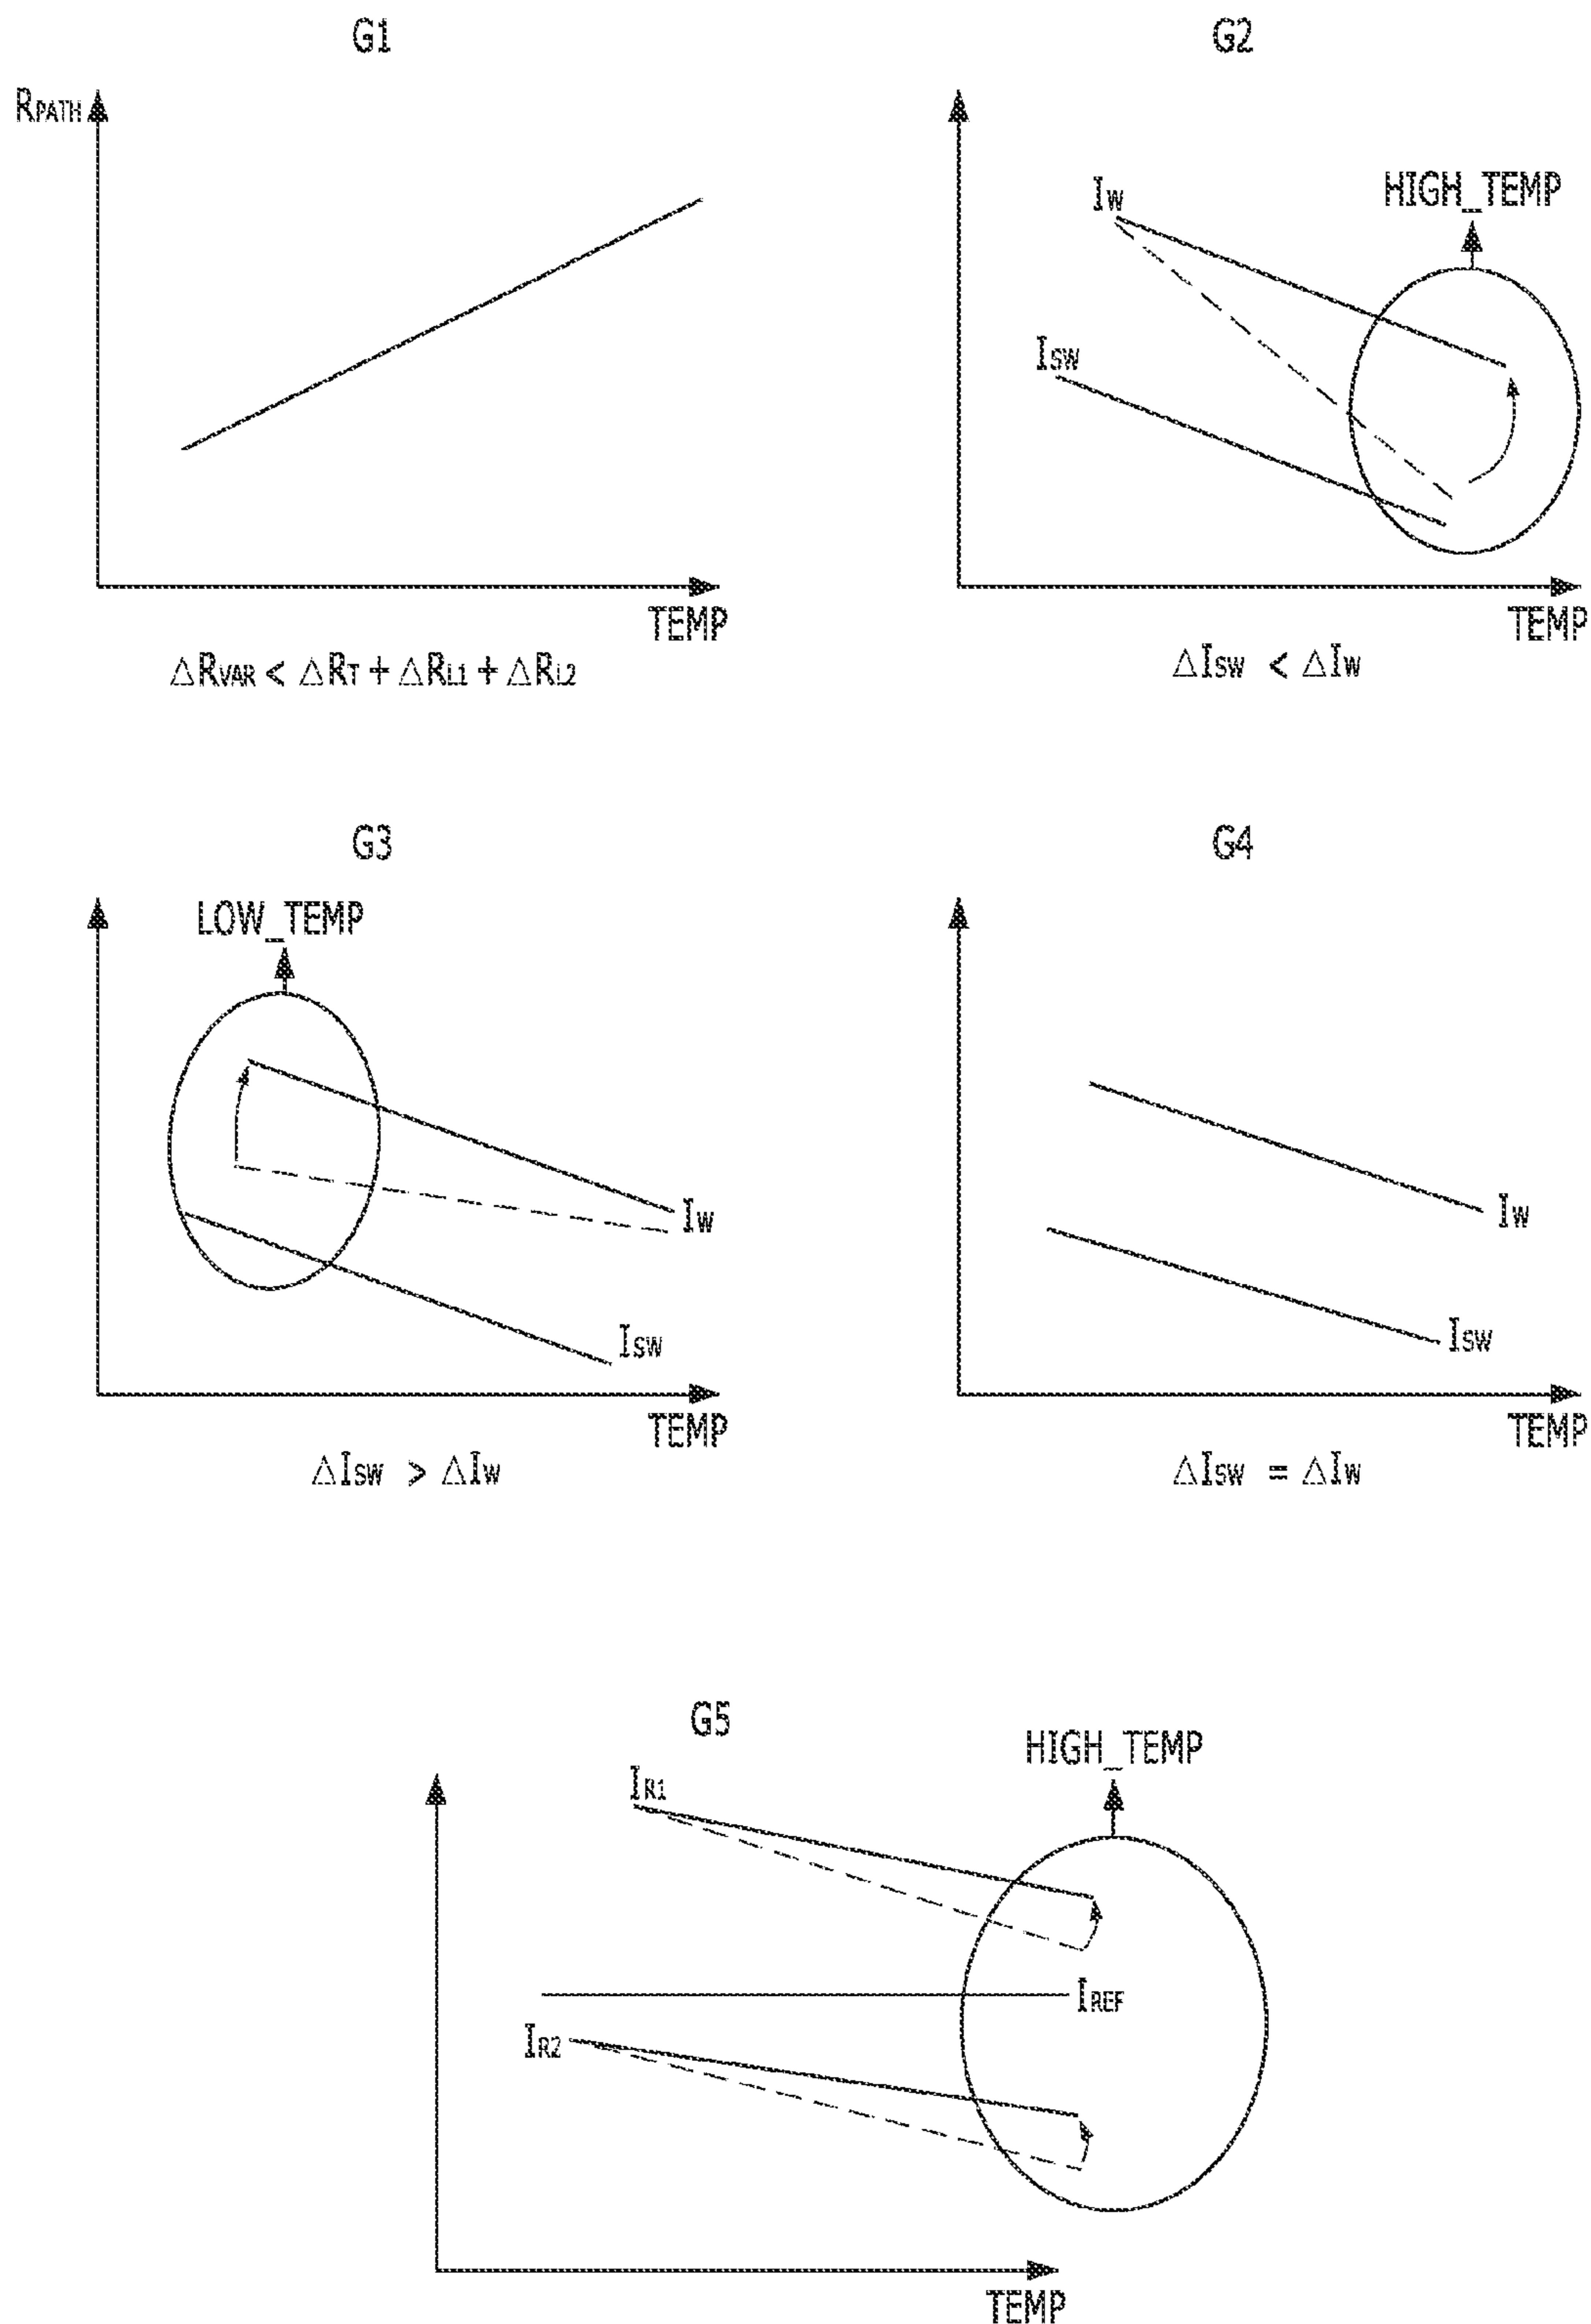 G1
RPATH
TEMP
△RVAR < △RT + △RL1 + △RL2
G2
IW
HIGH_TEMP
ISW
TEMP
△ISW < △IW
G3
LOW_TEMP
IW
ISW
TEMP
△ISW > △IW
G4
IW
ISW
TEMP
△ISW = △IW
G5
HIGH_TEMP
IR1
IREF
IR2
TEMP